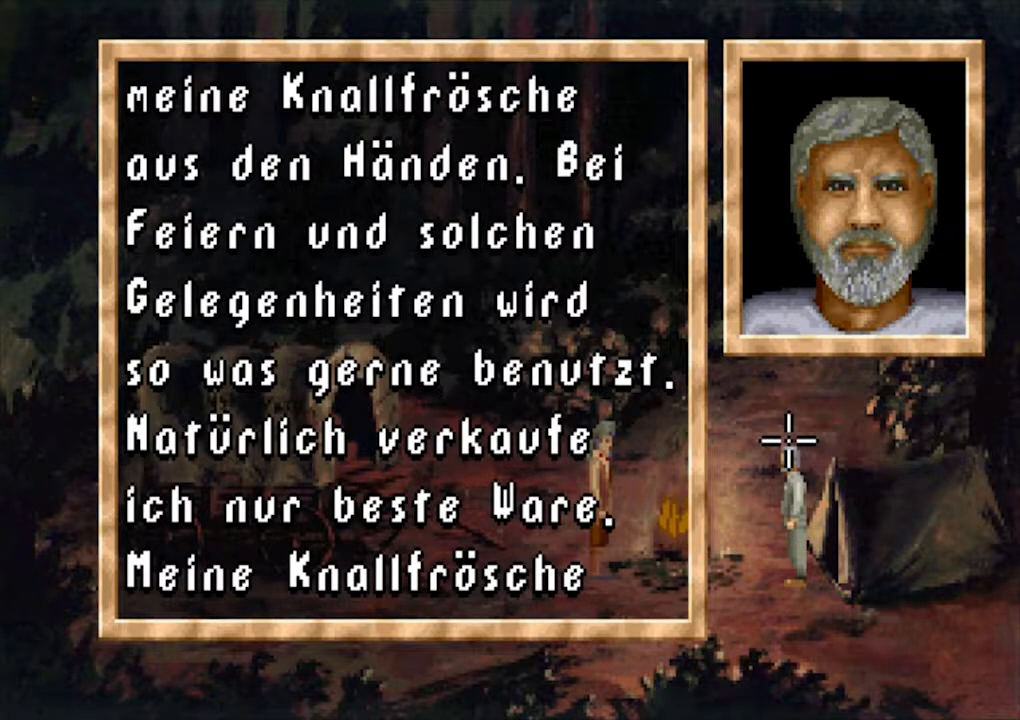 meine Knallfrösche
aus den Händen. Bei
Feiern und solchen
Gelegenheiten wird
so was gerne benutzt.
Natürlich verkaufe
ich nur beste Ware.
Meine Knallfrösche